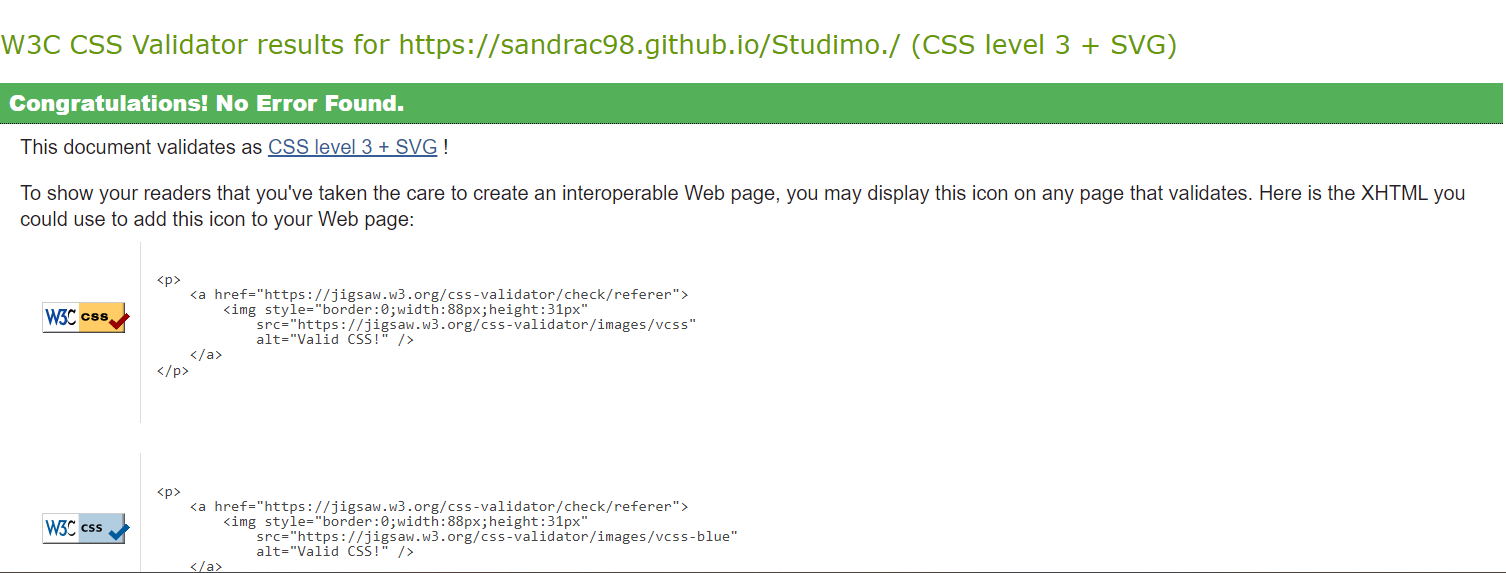 W3C CSS Validator results for https://sandrac98.github.io/Studimo./ (CSS level 3 + SVG)
Congratulations! No Error Found.
This document validates as CSS level 3 + SVG !
To show your readers that you've taken the care to create an interoperable Web page, you may display this icon on any page that validates. Here is the XHTML you
could use to add this icon to your Web page:
<p>
<a href="https://jigsaw.w3.org/css-validator/check/referer">
<img style="border:0;width:88px;height:31px"
W3C css
src="https://jigsaw.w3.org/css-validator/images/vcss"
alt="Valid CSS!" />
</a>
</p>
<p>
<a href="https://jigsaw.w3.org/css-validator/check/referer">
<img style="border:0;width:88px;height:31px"
W3C css
src="https://jigsaw.w3.org/css-validator/images/vcss-blue"
alt="Valid CSS!" />
</a>